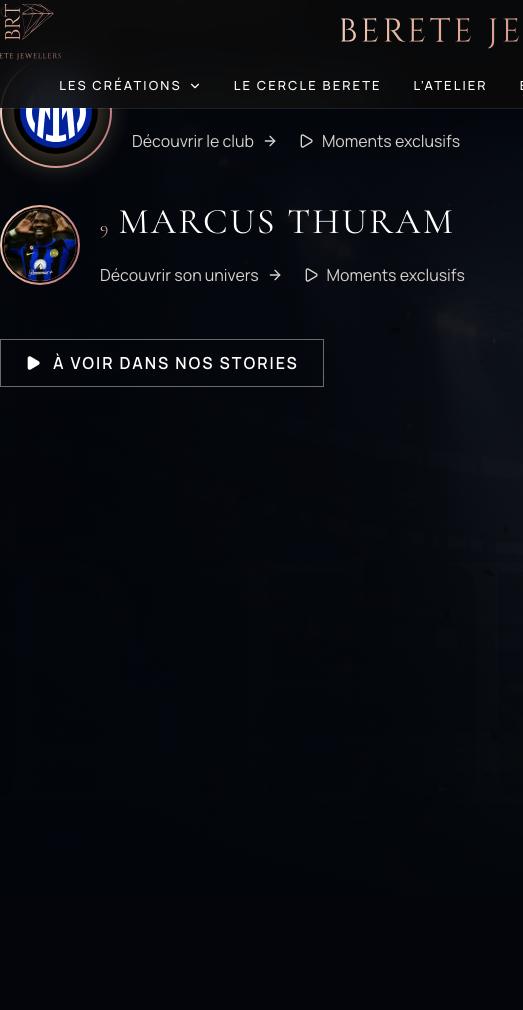 BRT
BERETE JE
ETE JEWELLERS
LES CRÉATIONS
LE CERCLE BERETE
L'ATELIER
Découvrir le club →
Moments exclusifs
9 MARCUS THURAM
Découvrir son univers →
Moments exclusifs
À VOIR DANS NOS STORIES